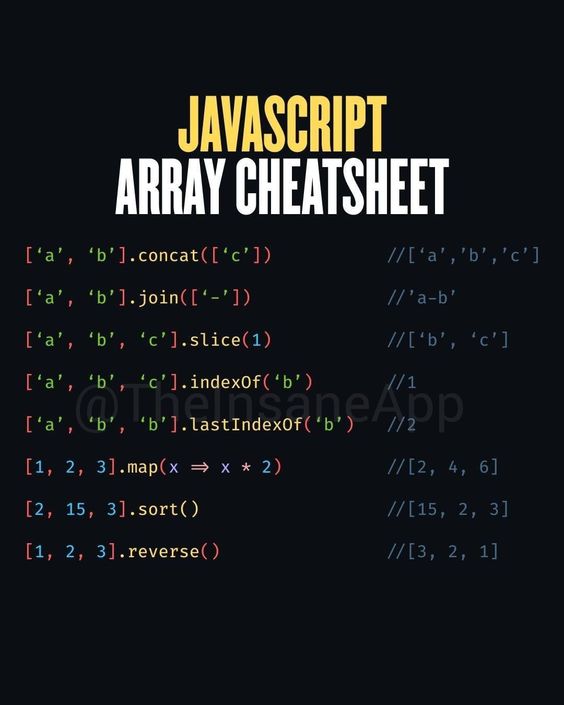 JAVASCRIPT
ARRAY CHEATSHEET
[‘a’, ‘b’].concat([‘c’]) //[‘a’,’b’,’c’]
[‘a’, ‘b’].join([‘-’]) //’a-b’
[‘a’, ‘b’, ‘c’].slice(1) //[‘b’, ‘c’]
[‘a’, ‘b’, ‘c’].indexOf(‘b’) //1
@TheInsaneApp
[‘a’, ‘b’, ‘b’].lastIndexOf(‘b’) //2
[1, 2, 3].map(x ⇒ x * 2) //[2, 4, 6]
[2, 15, 3].sort() //[15, 2, 3]
[1, 2, 3].reverse() //[3, 2, 1]